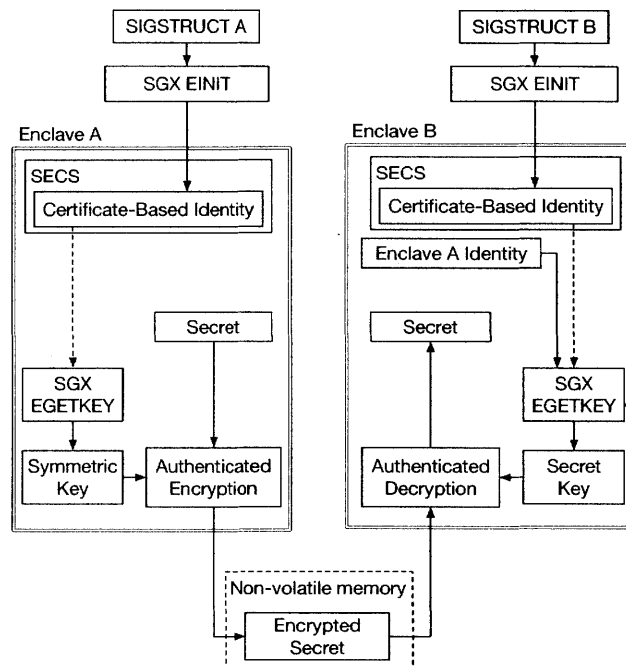 SIGSTRUCT A
SGX EINIT
Enclave A
SECS
Certificate-Based Identity
Secret
SGX
EGETKEY
Symmetric
Key
Authenticated
Encryption
SIGSTRUCT B
SGX EINIT
Enclave B
SECS
Certificate-Based Identity
Enclave A Identity
Secret
SGX
EGETKEY
Authenticated
Decryption
Secret
Key
Non-volatile memory
Encrypted
Secret